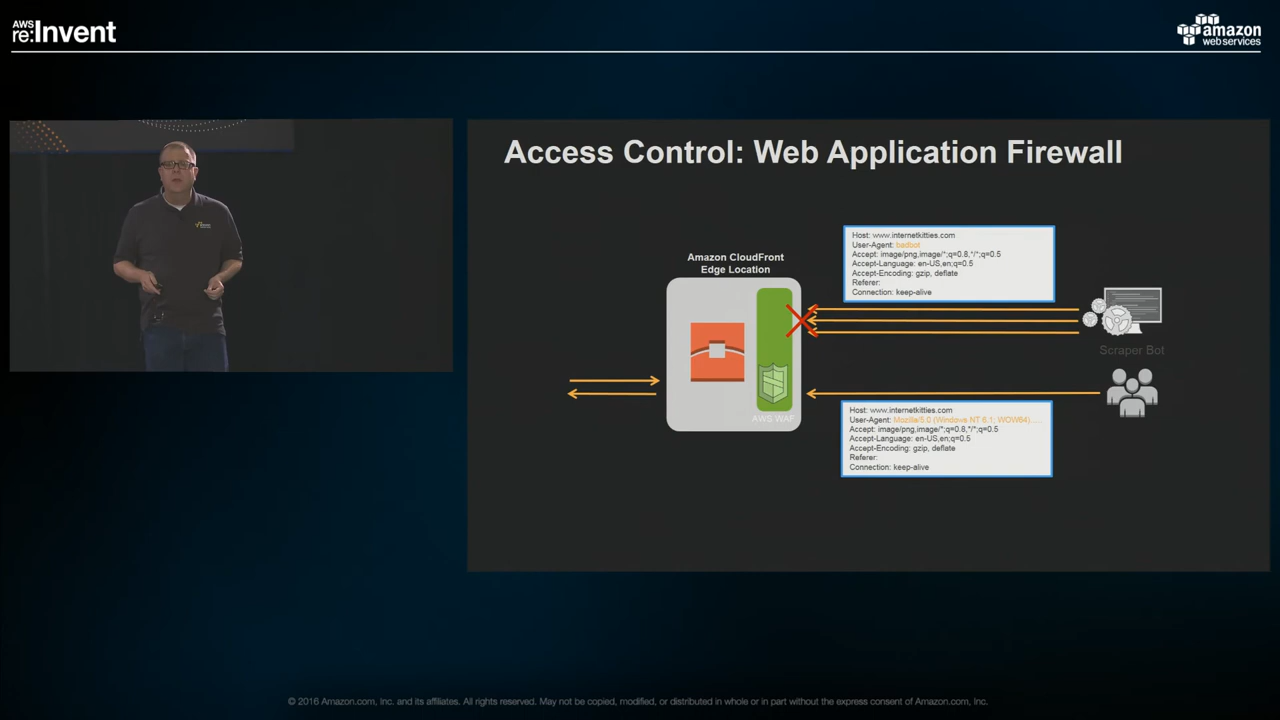 AWS
re:Invent
amazon
web services
Access Control: Web Application Firewall
Amazon CloudFront
Edge Location
AWS WAF
Host: www.internetkitties.com
User-Agent: badbot
Accept: image/png,image/*;q=0.8,*/*;q=0.5
Accept-Language: en-US,en;q=0.5
Accept-Encoding: gzip, deflate
Referer:
Connection: keep-alive
Scraper Bot
Host: www.internetkitties.com
User-Agent: Mozilla/5.0 (Windows NT 6.1; WOW64).....
Accept: image/png,image/*;q=0.8,*/*;q=0.5
Accept-Language: en-US,en;q=0.5
Accept-Encoding: gzip, deflate
Referer:
Connection: keep-alive
© 2016 Amazon.com, Inc. and its affiliates. All rights reserved. May not be copied, modified, or distributed in whole or in part without the express consent of Amazon.com, Inc.